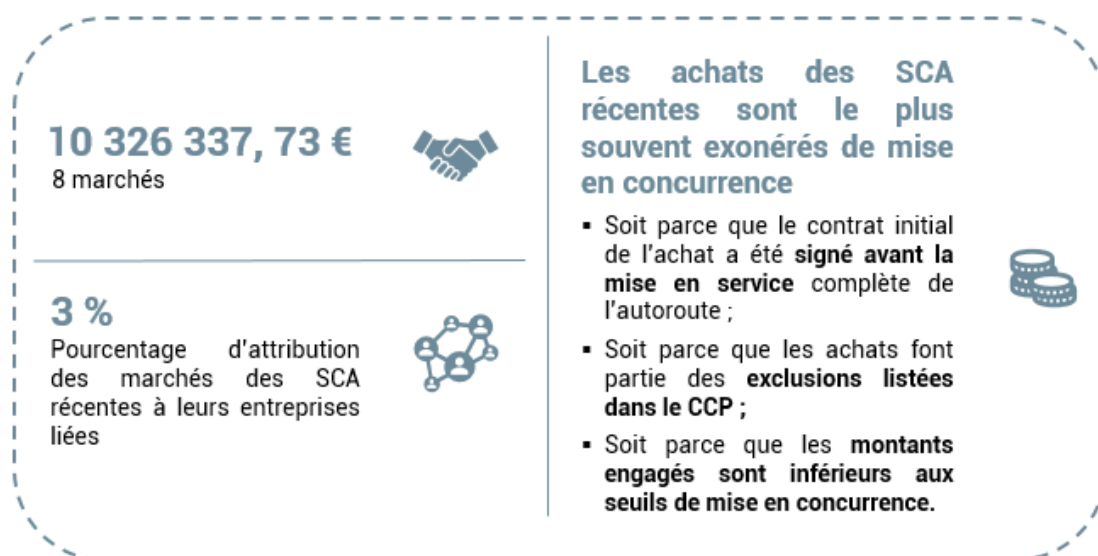 10 326 337, 73 €
8 marchés
3 %
Pourcentage d'attribution
des marchés des SCA
récentes à leurs entreprises
liées
Les achats des SCA
récentes sont le plus
souvent exonérés de mise
en concurrence
▪ Soit parce que le contrat initial
de l'achat a été signé avant la
mise en service complète de
l'autoroute ;
▪ Soit parce que les achats font
partie des exclusions listées
dans le CCP ;
▪ Soit parce que les montants
engagés sont inférieurs aux
seuils de mise en concurrence.